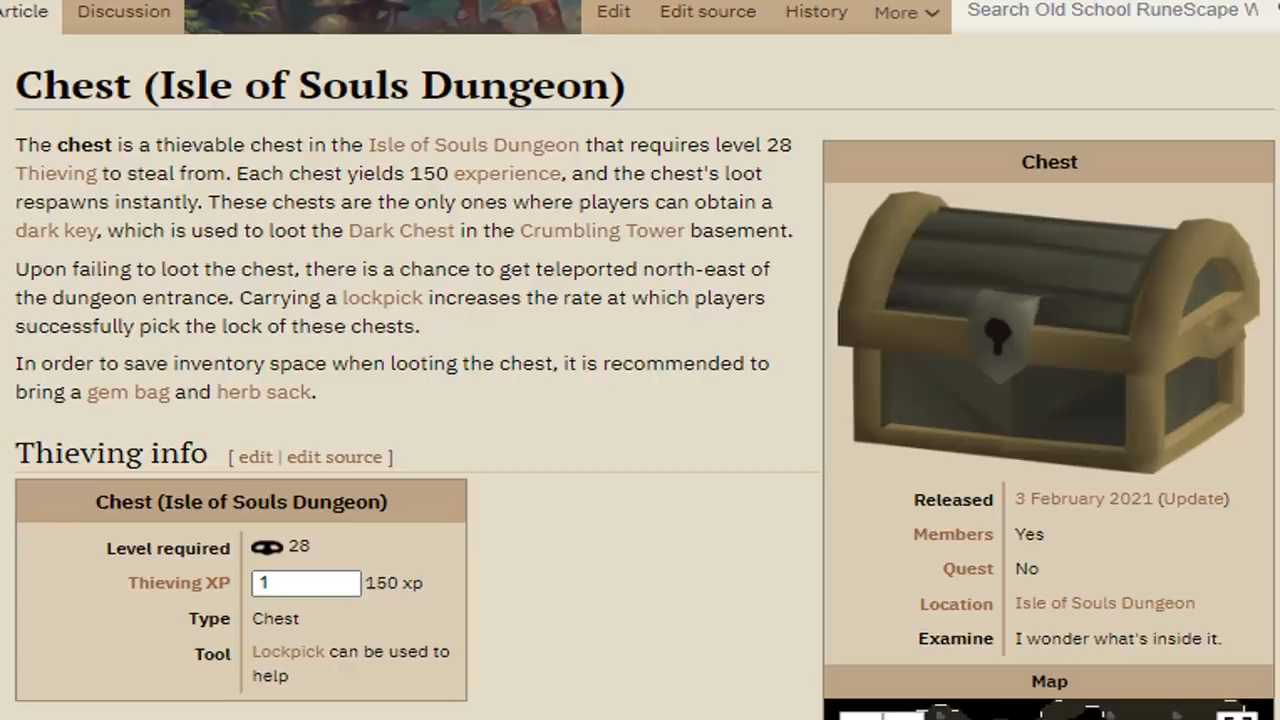 Article Discussion Edit Edit source History More Search Old School RuneScape W
Chest (Isle of Souls Dungeon)
The chest is a thievable chest in the Isle of Souls Dungeon that requires level 28
Thieving to steal from. Each chest yields 150 experience, and the chest's loot
respawns instantly. These chests are the only ones where players can obtain a
dark key, which is used to loot the Dark Chest in the Crumbling Tower basement.
Upon failing to loot the chest, there is a chance to get teleported north-east of
the dungeon entrance. Carrying a lockpick increases the rate at which players
successfully pick the lock of these chests.
In order to save inventory space when looting the chest, it is recommended to
bring a gem bag and herb sack.
Thieving info [ edit | edit source ]
Chest (Isle of Souls Dungeon)
Level required 28
Thieving XP 1 150 xp
Type Chest
Tool Lockpick can be used to
help
Chest
Released 3 February 2021 (Update)
Members Yes
Quest No
Location Isle of Souls Dungeon
Examine I wonder what's inside it.
Map